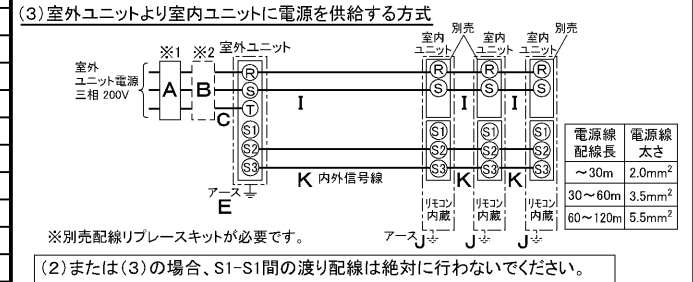 (3)室外ユニットより室内ユニットに電源を供給する方式
※1 ※2 室外ユニット
室内ユニット 別売 室内ユニット 室内ユニット 別売
室外
ユニット電源
三相 200V
A B C
R
S
T
S1
S2
S3
I
K 内外信号線
アース
E
R R R
S S S
I I
S1 S1 S1
S2 S2 S2
S3 S3 S3
K K
リモコン内蔵 リモコン内蔵 リモコン内蔵
アース J J J
電源線配線長 電源線太さ
～30m 2.0mm²
30～60m 3.5mm²
60～120m 5.5mm²
※別売配線リプレースキットが必要です。
(2)または(3)の場合、S1-S1間の渡り配線は絶対に行わないでください。